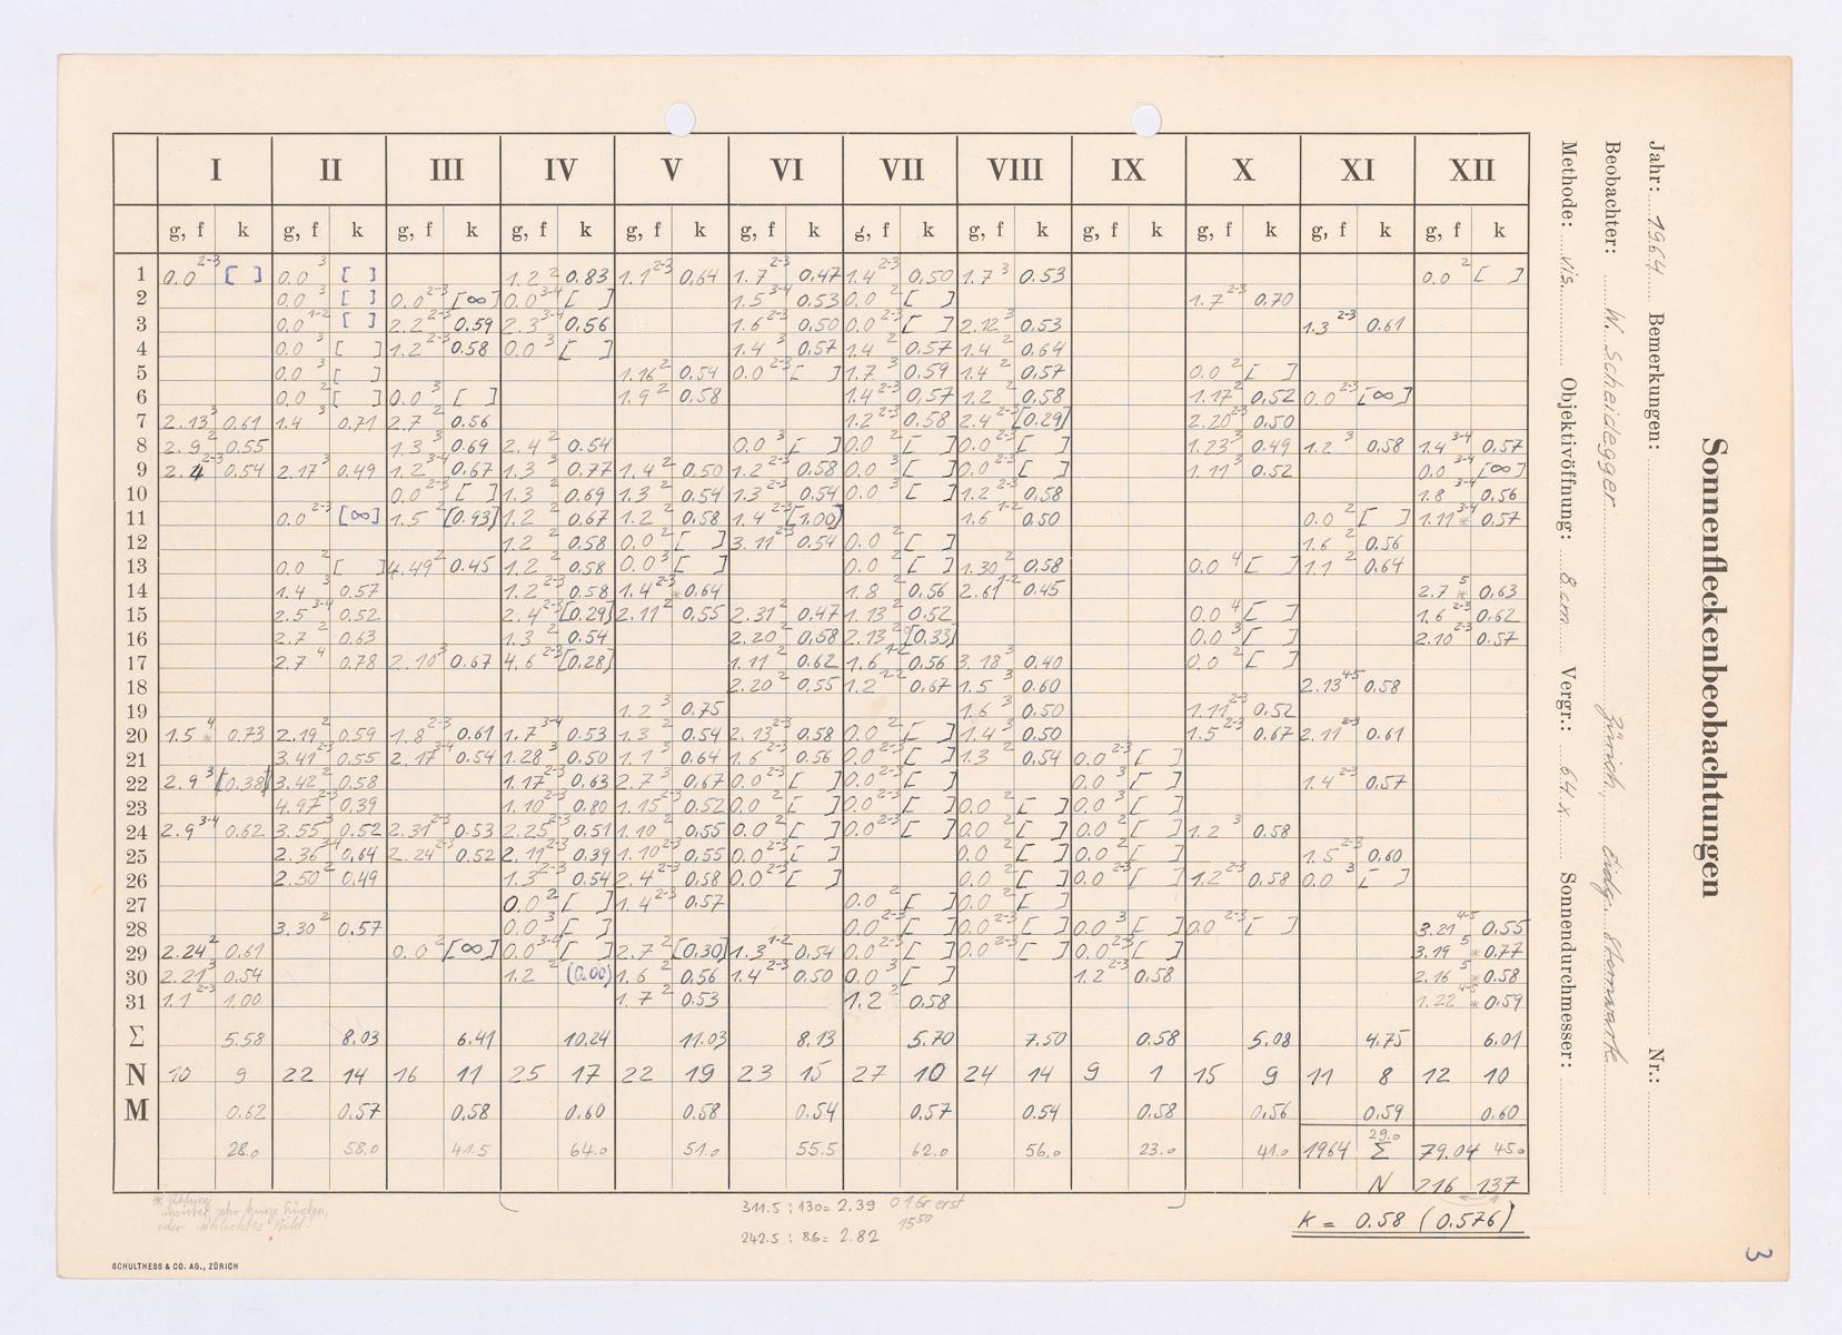 Sonnenfleckenbeobachtungen
Jahr: 1964 Bemerkungen: Nr.:
Beobachter: W. Scheidegger Zürich, Eidg. Sternwarte
Methode: vis. Objektivöffnung: 8 cm Vergr.: 64 x Sonnendurchmesser:
I II III IV V VI VII VIII IX X XI XII
g, f k g, f k g, f k g, f k g, f k g, f k g, f k g, f k g, f k g, f k g, f k g, f k
1 0.0 2-3 [ ] 0.0 3 [ ] 1.2 2 0.83 1.1 2-3 0.64 1.7 2-3 0.47 1.4 2-3 0.50 1.7 3 0.53 0.0 2 [ ]
2 0.0 3 [ ] 0.0 2-3 [∞] 0.0 3-4 [ ] 1.5 3-4 0.53 0.0 2 [ ] 1.7 2-3 0.70
3 0.0 1-2 [ ] 2.2 2-3 0.59 2.3 3-4 0.56 1.6 2-3 0.50 0.0 2-3 [ ] 2.12 3 0.53 1.3 2-3 0.61
4 0.0 3 [ ] 1.2 2-3 0.58 0.0 3 [ ] 1.4 3 0.57 1.4 2 0.57 1.4 2 0.64
5 0.0 3 [ ] 1.16 2 0.54 0.0 2-3 [ ] 1.7 3 0.59 1.4 2 0.57 0.0 2 [ ]
6 0.0 2 [ ] 0.0 3 [ ] 1.9 2 0.58 1.4 2-3 0.57 1.2 2 0.58 1.17 2 0.52 0.0 2-3 [∞]
7 2.13 3 0.61 1.4 3 0.71 2.7 2 0.56 1.2 2-3 0.58 2.4 2-3 [0.29] 2.20 2-3 0.50
8 2.9 2 0.55 1.3 3 0.69 2.4 2 0.54 0.0 3 [ ] 0.0 2 [ ] 0.0 2-3 [ ] 1.23 3 0.49 1.2 3 0.58 1.4 3-4 0.57
9 2.4 2-3 0.54 2.17 3 0.49 1.2 3-4 0.67 1.3 3 0.77 1.4 2 0.50 1.2 2-3 0.58 0.0 3 [ ] 0.0 2-3 [ ] 1.11 3 0.52 0.0 3-4 [∞]
10 0.0 2-3 [ ] 1.3 2 0.69 1.3 2 0.54 1.3 2-3 0.54 0.0 3 [ ] 1.2 2-3 0.58 1.8 3-4 0.56
11 0.0 2-3 [∞] 1.5 2 [0.93] 1.2 2 0.67 1.2 2 0.58 1.4 2-3 [1.00] 1.6 1-2 0.50 0.0 2 [ ] 1.11 3-4 * 0.57
12 1.2 2 0.58 0.0 2 [ ] 3.11 2-3 0.54 0.0 2 [ ] 1.6 2 0.56
13 0.0 2 [ ] 4.49 2 0.45 1.2 2 0.58 0.0 3 [ ] 0.0 2 [ ] 1.30 2 0.58 0.0 4 [ ] 1.1 2 0.64
14 1.4 3 0.57 1.2 2-3 0.58 1.4 2-3 * 0.64 1.8 2 0.56 2.61 1-2 0.45 2.7 5 * 0.63
15 2.5 3-4 0.52 2.4 2-3 [0.29] 2.11 2 0.55 2.31 2 0.47 1.13 2 0.52 0.0 4 [ ] 1.6 2-3 0.62
16 2.7 2 0.63 1.3 2 0.54 2.20 2 0.58 2.13 2 [0.33] 0.0 3 [ ] 2.10 2-3 0.57
17 2.7 4 0.78 2.10 3 0.67 4.6 2-3 [0.28] 1.11 2 0.62 1.6 1-2 0.56 3.18 3 0.40 0.0 2 [ ]
18 2.20 2 0.55 1.2 0.67 1.5 3 0.60 2.13 4-5 0.58
19 1.2 3 0.75 1.6 3 0.50 1.11 2-3 0.52
20 1.5 4 * 0.73 2.19 2 0.59 1.8 2-3 0.61 1.7 3-4 0.53 1.3 2 0.54 2.13 2-3 0.58 0.0 2 [ ] 1.4 3 0.50 1.5 2-3 0.67 2.11 2-3 0.61
21 3.41 2-3 0.55 2.17 3-4 0.54 1.28 3 0.50 1.1 3 0.64 1.6 2 0.56 0.0 2-3 [ ] 1.3 2 0.54 0.0 2-3 [ ]
22 2.9 3 [0.38] 3.42 2 0.58 1.17 2-3 0.63 2.7 3 0.67 0.0 2-3 [ ] 0.0 2-3 [ ] 0.0 3 [ ] 1.4 2-3 0.57
23 4.97 2-3 0.39 1.10 2-3 0.80 1.15 2-3 0.52 0.0 2 [ ] 0.0 2-3 [ ] 0.0 2 [ ] 0.0 3 [ ]
24 2.9 3-4 0.62 3.55 3 0.52 2.31 2-3 0.53 2.25 2-3 0.51 1.10 2 0.55 0.0 2 [ ] 0.0 2-3 [ ] 0.0 2 [ ] 0.0 2 [ ] 1.2 3 0.58
25 2.36 3-4 0.64 2.24 2-3 0.52 2.11 2-3 0.39 1.10 2-3 0.55 0.0 2-3 [ ] 0.0 2 [ ] 0.0 2 [ ] 1.5 2-3 0.60
26 2.50 2 0.49 1.3 2-3 0.54 2.4 2-3 0.58 0.0 2-3 [ ] 0.0 2 [ ] 0.0 2-3 [ ] 1.2 2-3 0.58 0.0 3 [ ]
27 0.0 2 [ ] 1.4 2-3 0.57 0.0 2 [ ] 0.0 2 [ ]
28 3.30 2 0.57 0.0 3 [ ] 0.0 2-3 [ ] 0.0 2-3 [ ] 0.0 3 [ ] 0.0 2-3 [ ] 3.21 4-5 0.55
29 2.24 2 0.61 0.0 2 [∞] 0.0 3-4 [ ] 2.7 2 [0.30] 1.3 1-2 0.54 0.0 2-3 [ ] 0.0 2-3 [ ] 0.0 2-3 [ ] 3.19 5 * 0.77
30 2.21 3 0.54 1.2 2 (0.00) 1.6 2 0.56 1.4 2-3 0.50 0.0 3 [ ] 1.2 2-3 0.58 2.16 5 * 0.58
31 1.1 2-3 1.00 1.7 2 0.53 1.2 2 0.58 1.22 4-5 * 0.59
Σ 5.58 8.03 6.41 10.24 11.03 8.13 5.70 7.50 0.58 5.08 4.75 6.01
N 10 9 22 14 16 11 25 17 22 19 23 15 27 10 24 14 9 1 15 9 11 8 12 10
M 0.62 0.57 0.58 0.60 0.58 0.54 0.57 0.54 0.58 0.56 0.59 0.60
28.0 58.0 41.5 64.0 51.0 55.5 62.0 56.0 23.0 41.0 29.0 45.0
1964 Σ 79.04
N 216 137
K = 0.58 (0.576)
311.5 : 130 = 2.39
242.5 : 86 = 2.82
15 50
unsicher, sehr kurze Lücken,
oder schlechtes Bild.
SCHULTHESS & CO. AG., ZÜRICH
3